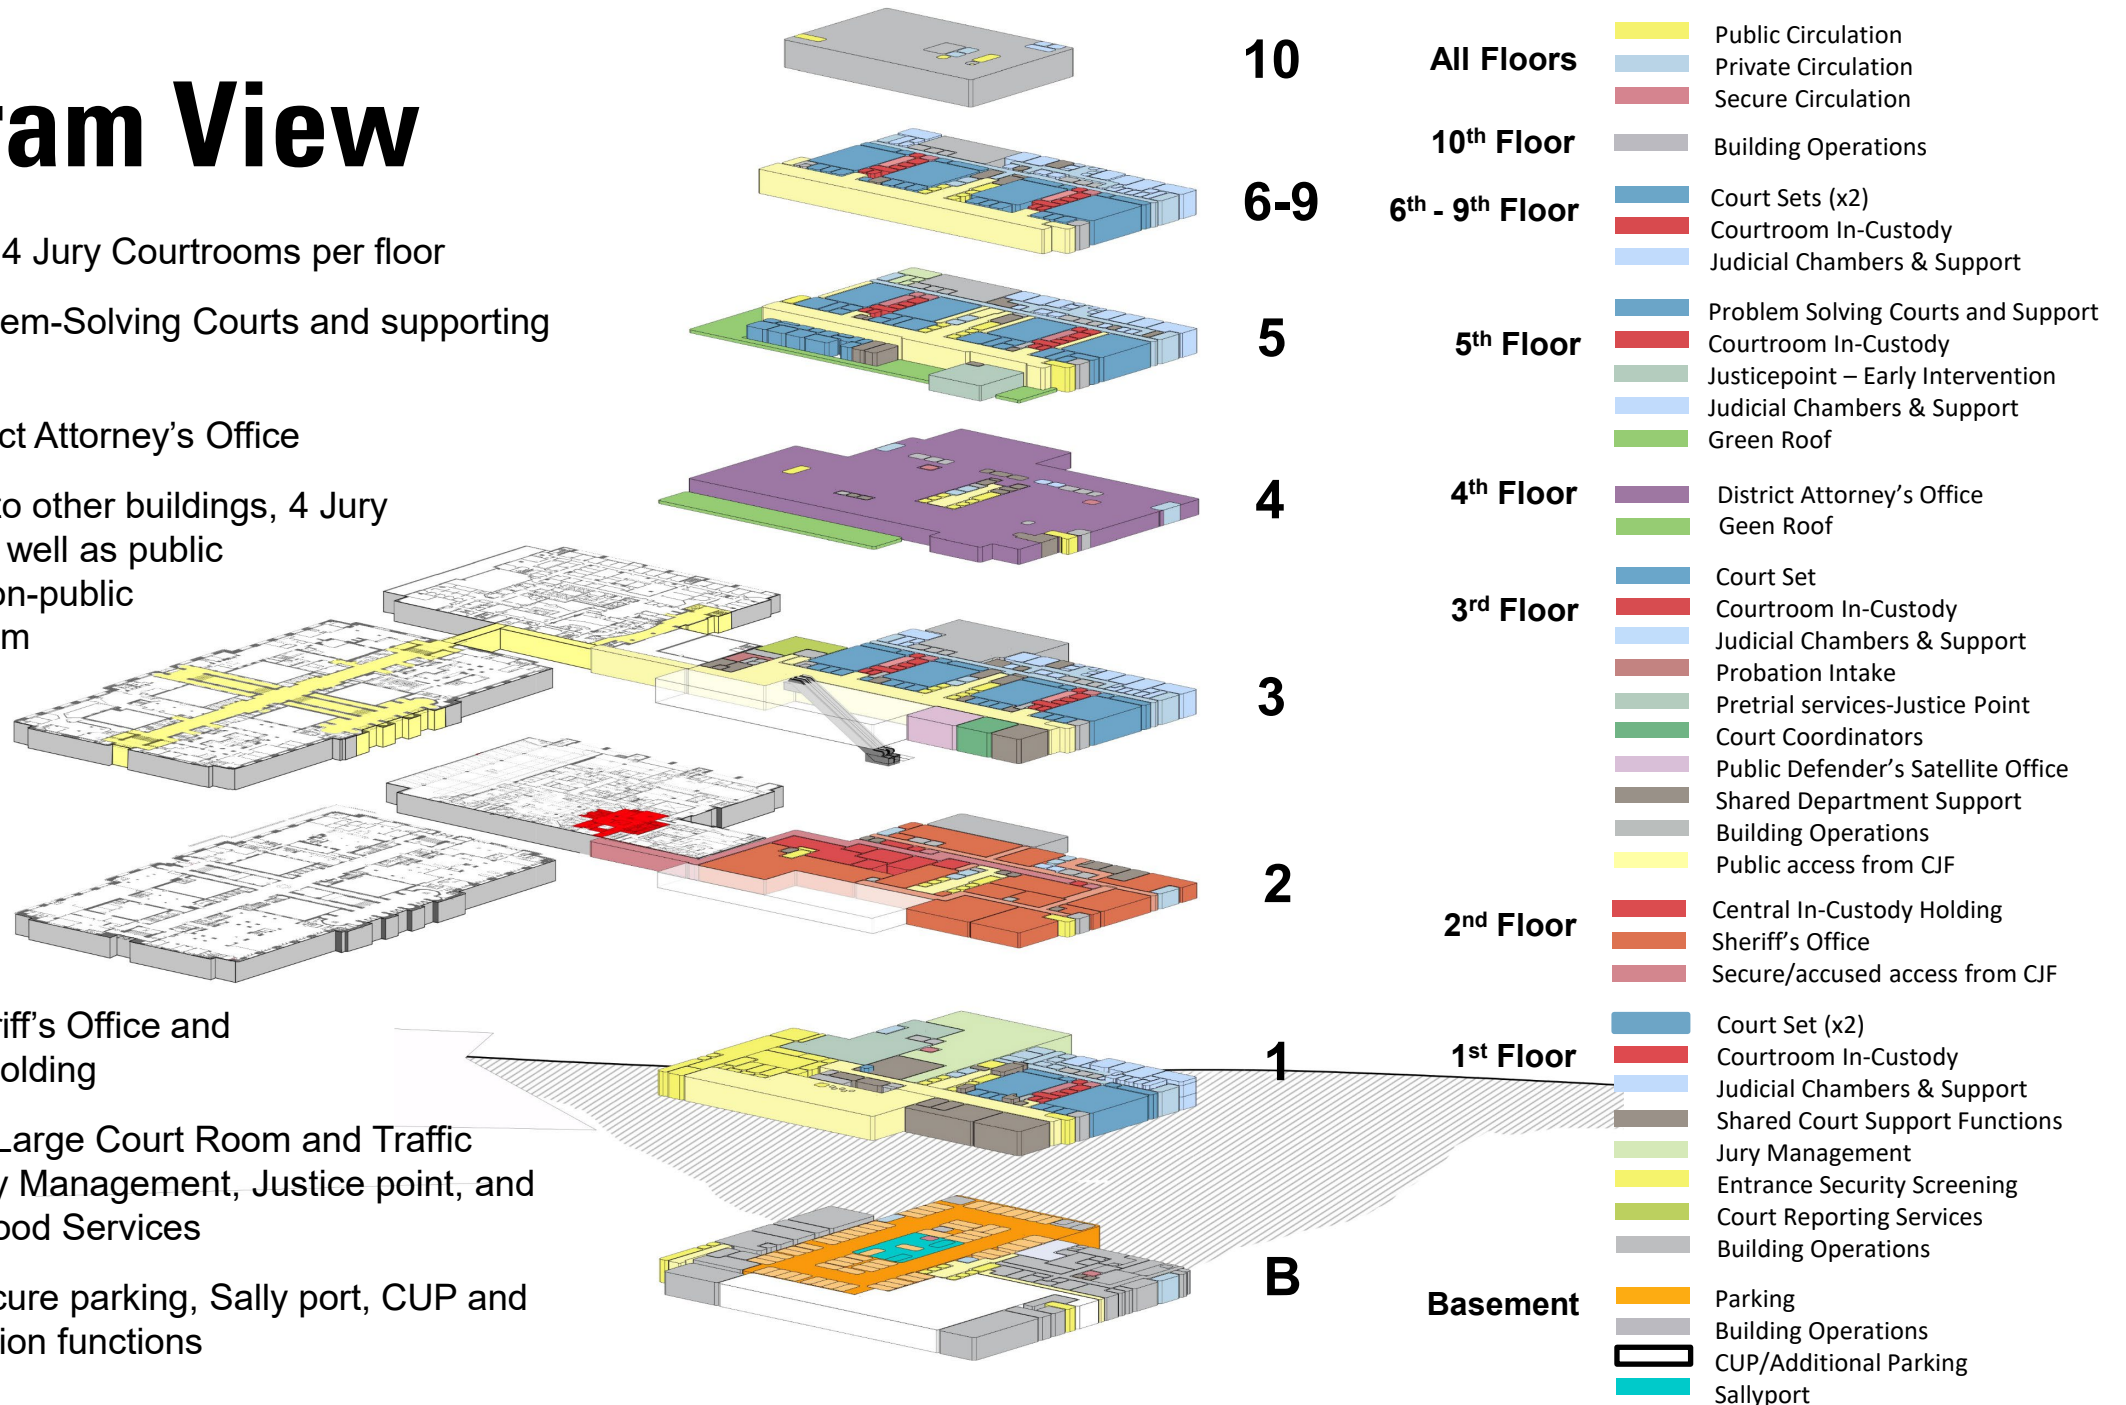 ram View
4 Jury Courtrooms per floor
em-Solving Courts and supporting
ct Attorney's Office
to other buildings, 4 Jury
well as public
on-public
m
riff's Office and
olding
Large Court Room and Traffic
y Management, Justice point, and
ood Services
cure parking, Sally port, CUP and
ion functions
10
6-9
5
4
3
2
1
B
All Floors
Public Circulation
Private Circulation
Secure Circulation
10th Floor
Building Operations
6th - 9th Floor
Court Sets (x2)
Courtroom In-Custody
Judicial Chambers & Support
5th Floor
Problem Solving Courts and Support
Courtroom In-Custody
Justicepoint – Early Intervention
Judicial Chambers & Support
Green Roof
4th Floor
District Attorney's Office
Geen Roof
3rd Floor
Court Set
Courtroom In-Custody
Judicial Chambers & Support
Probation Intake
Pretrial services-Justice Point
Court Coordinators
Public Defender's Satellite Office
Shared Department Support
Building Operations
Public access from CJF
2nd Floor
Central In-Custody Holding
Sheriff's Office
Secure/accused access from CJF
1st Floor
Court Set (x2)
Courtroom In-Custody
Judicial Chambers & Support
Shared Court Support Functions
Jury Management
Entrance Security Screening
Court Reporting Services
Building Operations
Basement
Parking
Building Operations
CUP/Additional Parking
Sallyport